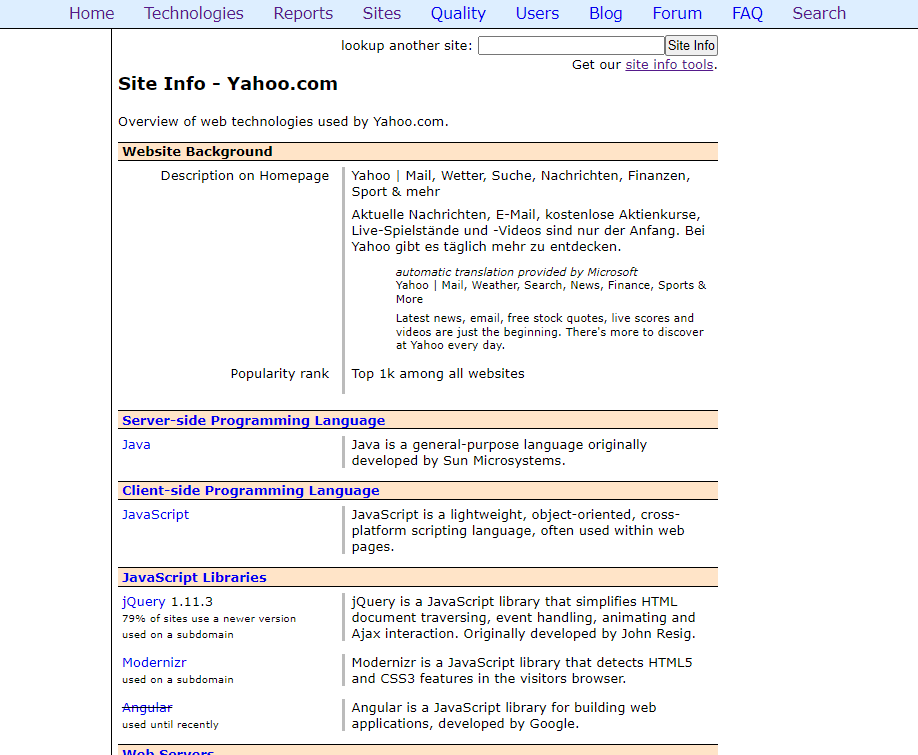 Home Technologies Reports Sites Quality Users Blog Forum FAQ Search
lookup another site: Site Info
Get our site info tools.
Site Info - Yahoo.com
Overview of web technologies used by Yahoo.com.
Website Background
Description on Homepage
Yahoo | Mail, Wetter, Suche, Nachrichten, Finanzen,
Sport & mehr
Aktuelle Nachrichten, E-Mail, kostenlose Aktienkurse,
Live-Spielstände und -Videos sind nur der Anfang. Bei
Yahoo gibt es täglich mehr zu entdecken.
automatic translation provided by Microsoft
Yahoo | Mail, Weather, Search, News, Finance, Sports &
More
Latest news, email, free stock quotes, live scores and
videos are just the beginning. There's more to discover
at Yahoo every day.
Popularity rank
Top 1k among all websites
Server-side Programming Language
Java
Java is a general-purpose language originally
developed by Sun Microsystems.
Client-side Programming Language
JavaScript
JavaScript is a lightweight, object-oriented, cross-
platform scripting language, often used within web
pages.
JavaScript Libraries
jQuery 1.11.3
79% of sites use a newer version
used on a subdomain
jQuery is a JavaScript library that simplifies HTML
document traversing, event handling, animating and
Ajax interaction. Originally developed by John Resig.
Modernizr
used on a subdomain
Modernizr is a JavaScript library that detects HTML5
and CSS3 features in the visitors browser.
Angular
used until recently
Angular is a JavaScript library for building web
applications, developed by Google.
Web Servers